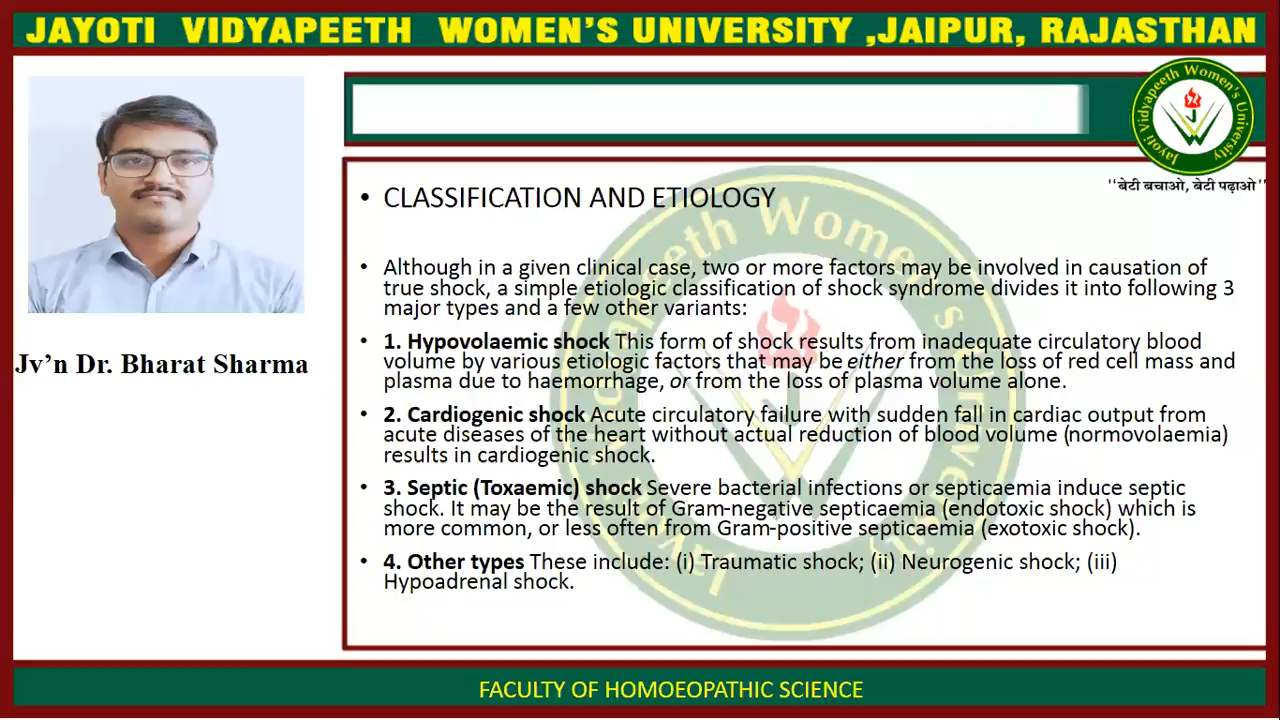 JAYOTI VIDYAPEETH WOMEN'S UNIVERSITY ,JAIPUR, RAJASTHAN
Jayoti Vidyapeeth Women's University
"बेटी बचाओ, बेटी पढ़ाओ"
Jv'n Dr. Bharat Sharma
• CLASSIFICATION AND ETIOLOGY
• Although in a given clinical case, two or more factors may be involved in causation of
true shock, a simple etiologic classification of shock syndrome divides it into following 3
major types and a few other variants:
• 1. Hypovolaemic shock This form of shock results from inadequate circulatory blood
volume by various etiologic factors that may be either from the loss of red cell mass and
plasma due to haemorrhage, or from the loss of plasma volume alone.
• 2. Cardiogenic shock Acute circulatory failure with sudden fall in cardiac output from
acute diseases of the heart without actual reduction of blood volume (normovolaemia)
results in cardiogenic shock.
• 3. Septic (Toxaemic) shock Severe bacterial infections or septicaemia induce septic
shock. It may be the result of Gram-negative septicaemia (endotoxic shock) which is
more common, or less often from Gram-positive septicaemia (exotoxic shock).
• 4. Other types These include: (i) Traumatic shock; (ii) Neurogenic shock; (iii)
Hypoadrenal shock.
FACULTY OF HOMOEOPATHIC SCIENCE